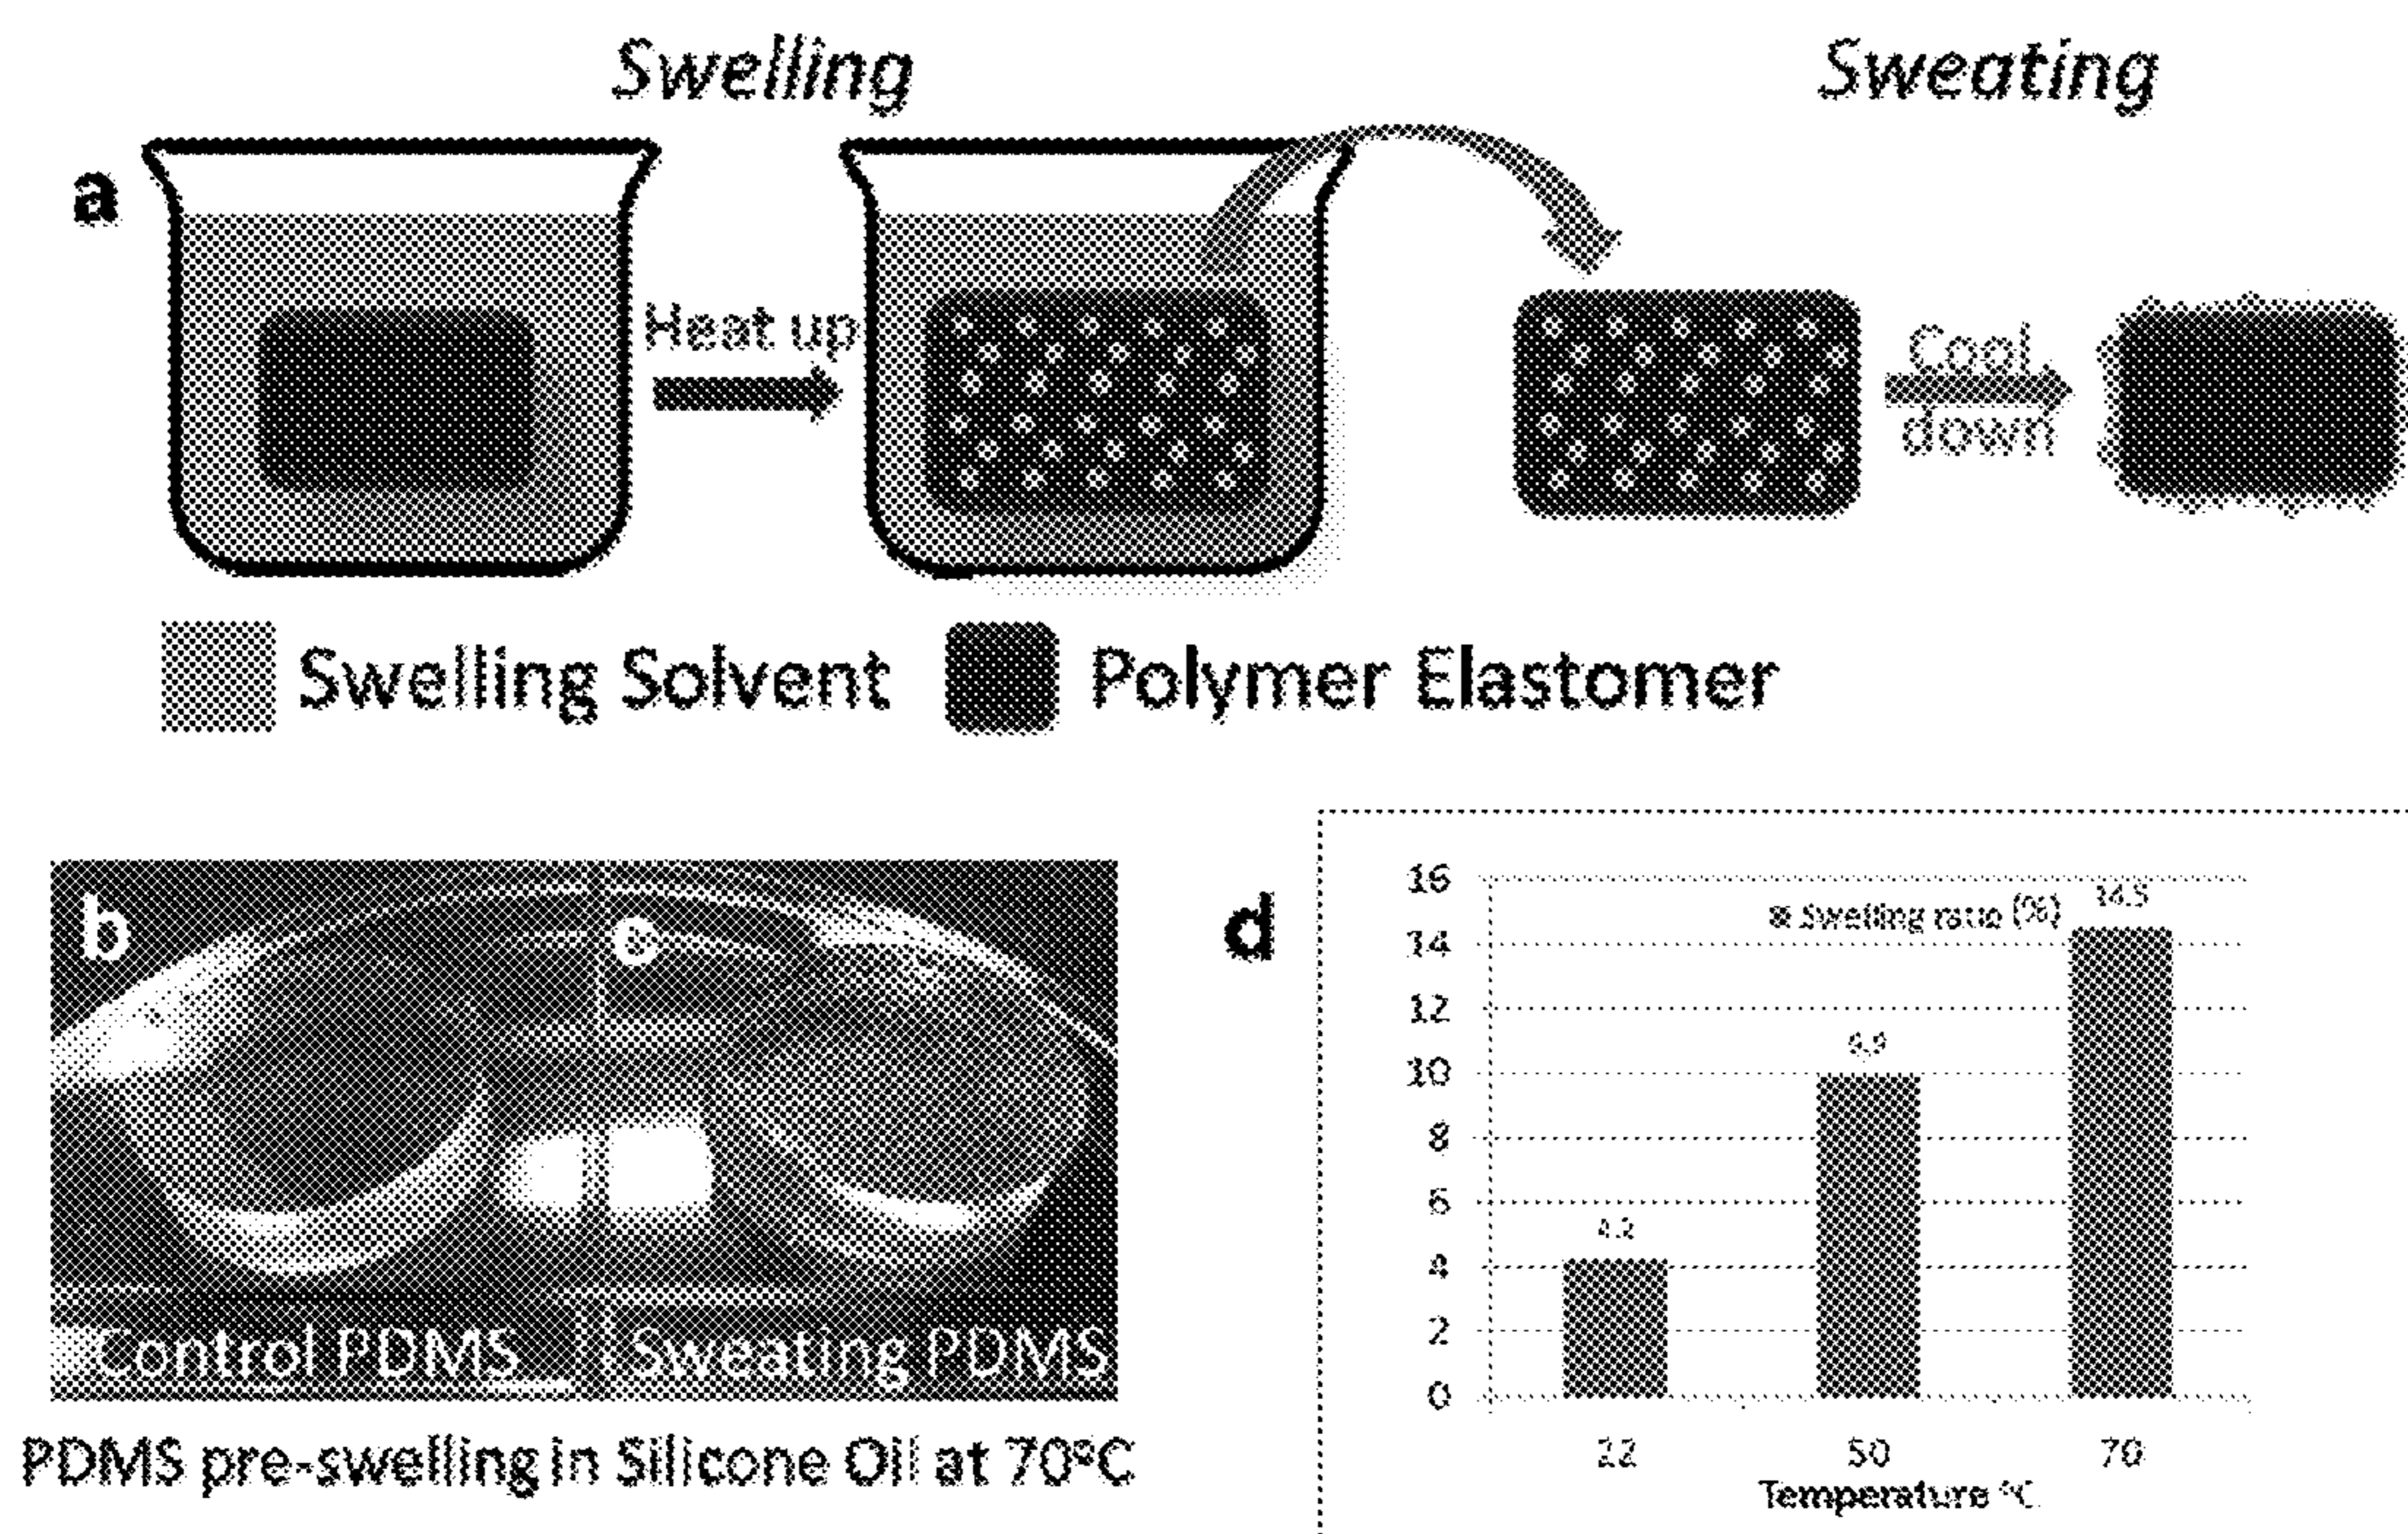 Swelling
Sweating
a
Heat up
Cool
down
Swelling Solvent
Polymer Elastomer
b
c
Control PDMS
Sweating PDMS
PDMS pre-swelling in Silicone Oil at 70ºC
d
16
14
12
10
8
6
4
2
0
Swelling ratio (%)
4.2
9.9
14.5
22
50
70
Temperature °C